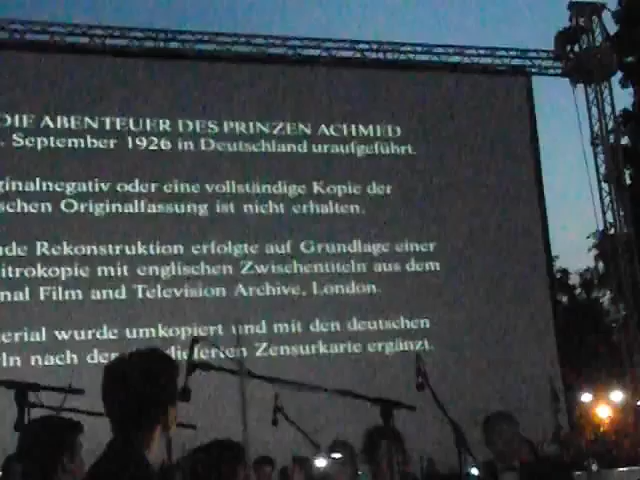 DIE ABENTEUER DES PRINZEN ACHMED
. September 1926 in Deutschland uraufgeführt.
ginalnegativ oder eine vollständige Kopie der
schen Originalfassung ist nicht erhalten.
nde Rekonstruktion erfolgte auf Grundlage einer
itrokopie mit englischen Zwischentiteln aus dem
nal Film and Television Archive, London.
erial wurde umkopiert und mit den deutschen
ln nach der Zensurkarte ergänzt.